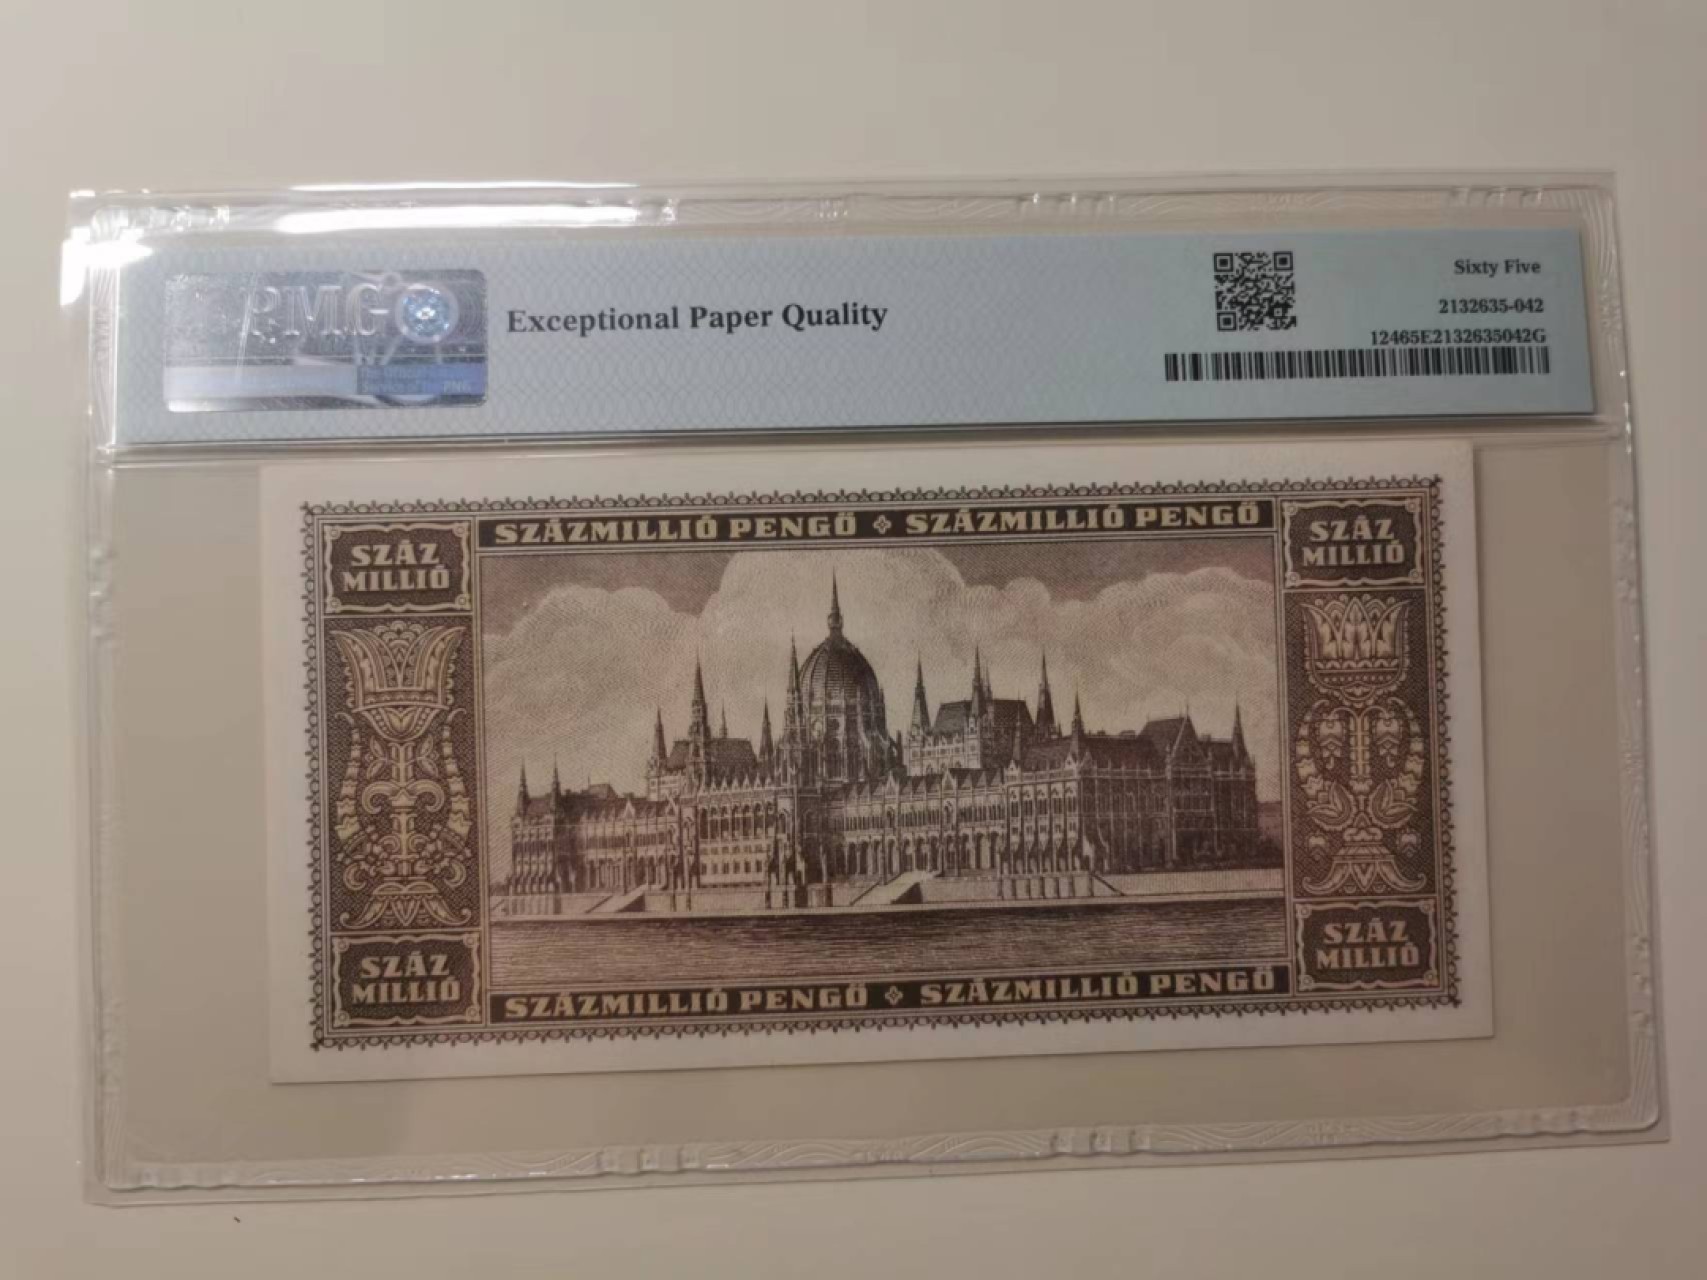 PMG
Exceptional Paper Quality
Sixty Five
2132635-042
12465E2132635042G
SZÁZMILLIÓ PENGŐ SZÁZMILLIÓ PENGŐ
SZÁZ
MILLIÓ
SZÁZ
MILLIÓ
SZÁZ
MILLIÓ
SZÁZ
MILLIÓ
SZÁZMILLIÓ PENGŐ SZÁZMILLIÓ PENGŐ